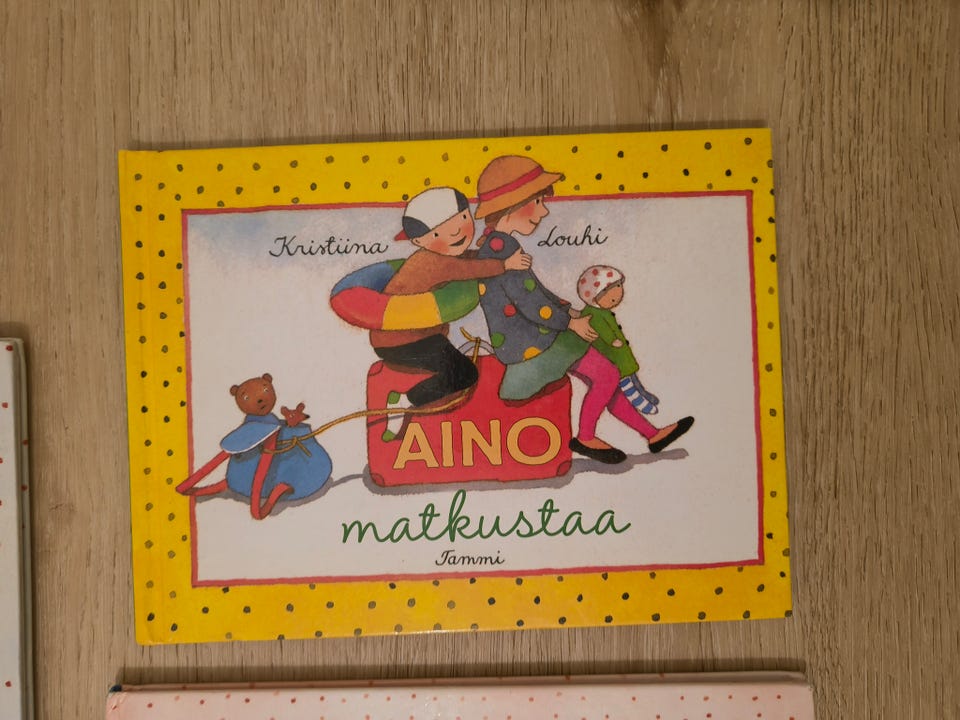 Kristiina Louhi
AINO
matkustaa
Tammi